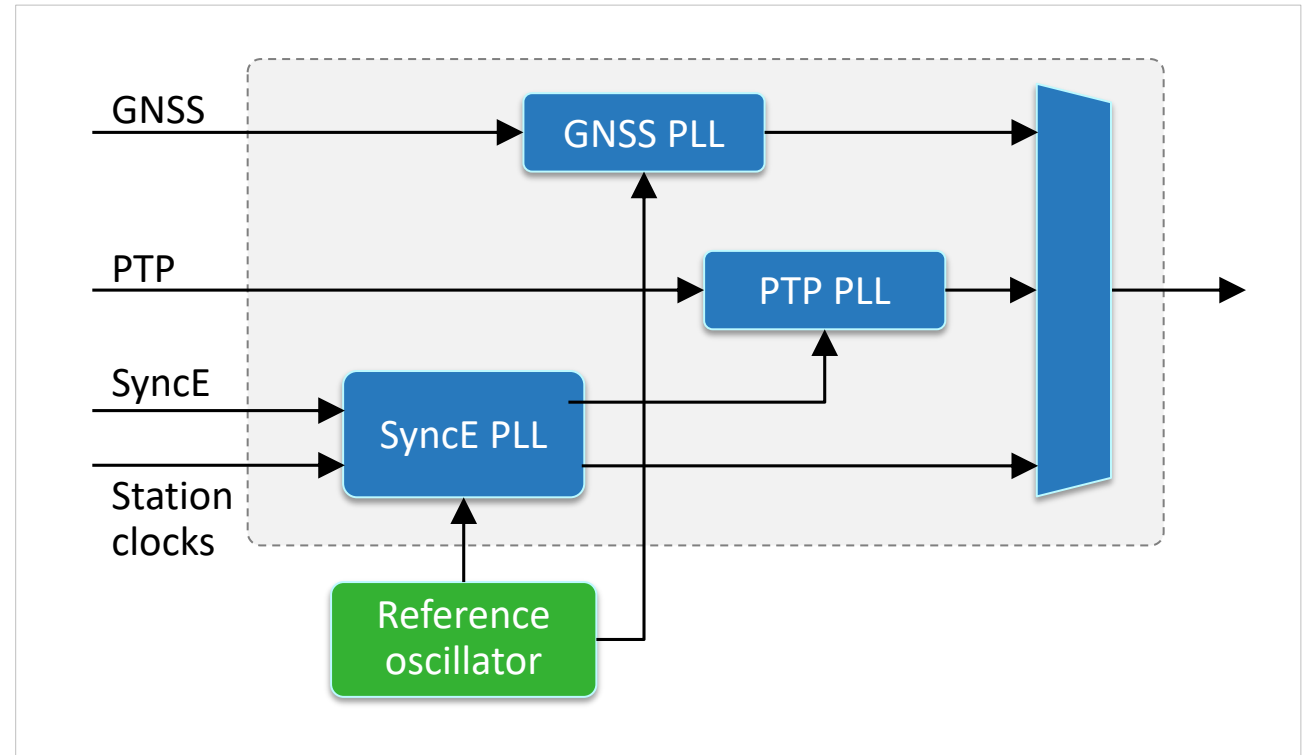 GNSS
GNSS PLL
PTP
PTP PLL
SyncE
SyncE PLL
Station
clocks
Reference
oscillator